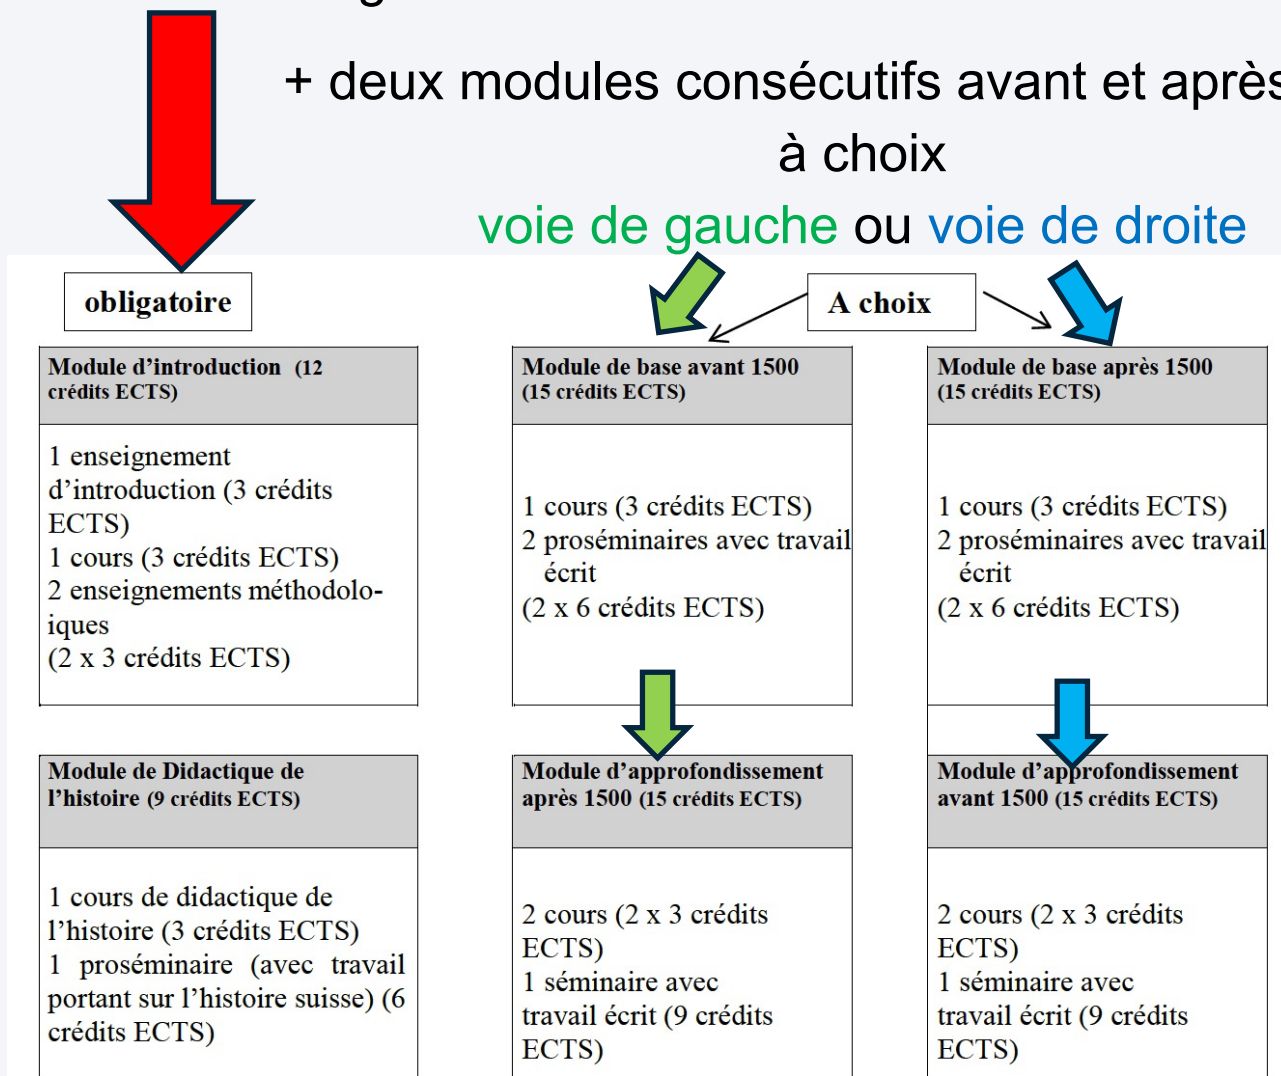 + deux modules consécutifs avant et après
à choix
voie de gauche ou voie de droite
obligatoire
A choix
Module d'introduction (12
crédits ECTS)
1 enseignement
d'introduction (3 crédits
ECTS)
1 cours (3 crédits ECTS)
2 enseignements méthodolo-
iques
(2 x 3 crédits ECTS)
Module de base avant 1500
(15 crédits ECTS)
1 cours (3 crédits ECTS)
2 proséminaires avec travail
écrit
(2 x 6 crédits ECTS)
Module de base après 1500
(15 crédits ECTS)
1 cours (3 crédits ECTS)
2 proséminaires avec travail
écrit
(2 x 6 crédits ECTS)
Module de Didactique de
l'histoire (9 crédits ECTS)
1 cours de didactique de
l'histoire (3 crédits ECTS)
1 proséminaire (avec travail
portant sur l'histoire suisse) (6
crédits ECTS)
Module d'approfondissement
après 1500 (15 crédits ECTS)
2 cours (2 x 3 crédits
ECTS)
1 séminaire avec
travail écrit (9 crédits
ECTS)
Module d'approfondissement
avant 1500 (15 crédits ECTS)
2 cours (2 x 3 crédits
ECTS)
1 séminaire avec
travail écrit (9 crédits
ECTS)